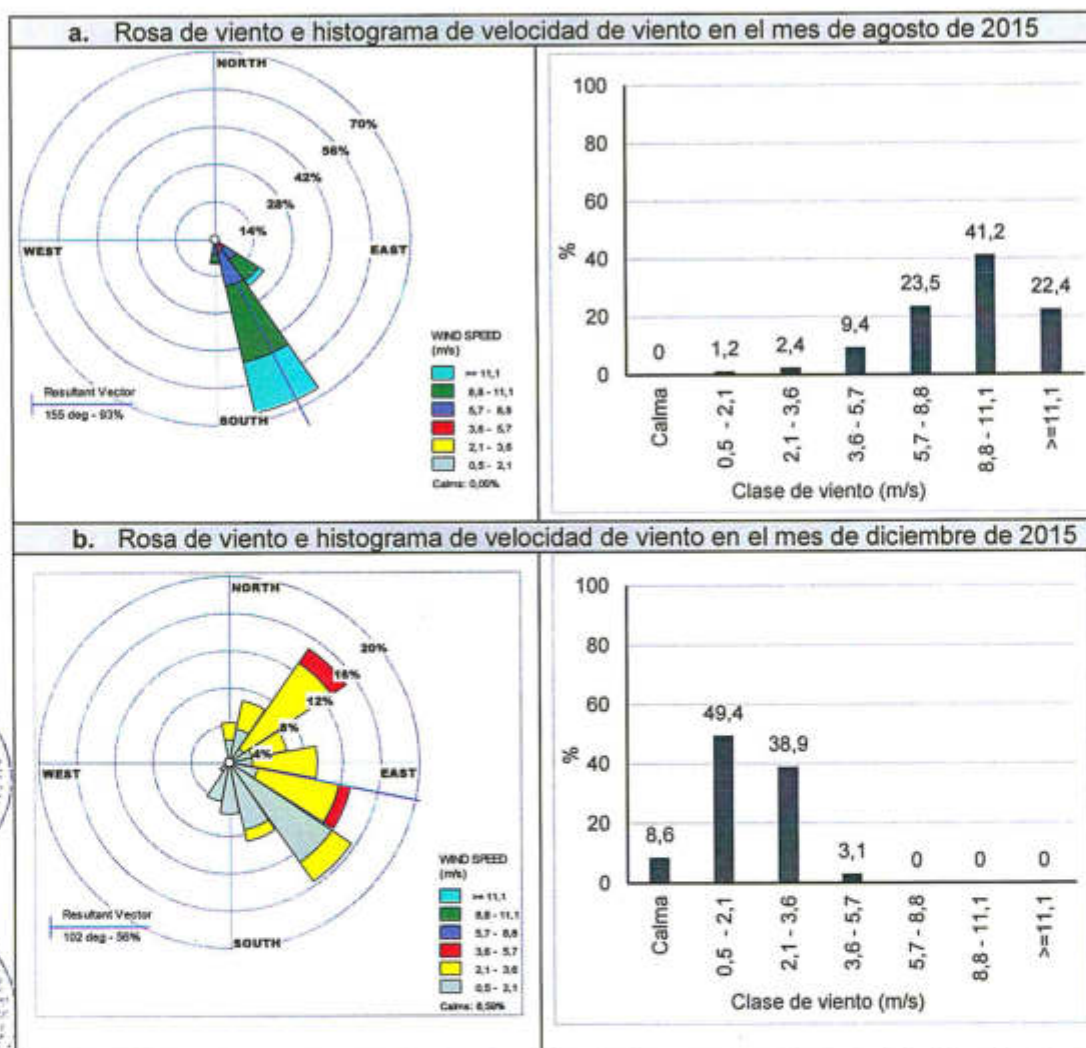 a. Rosa de viento e histograma de velocidad de viento en el mes de agosto de 2015
NORTH
70%
56%
42%
28%
14%
WEST
EAST
SOUTH
WIND SPEED
(m/s)
>= 11,1
8,8 - 11,1
5,7 - 8,8
3,6 - 5,7
2,1 - 3,6
0,5 - 2,1
Calms: 0,00%
Resultant Vector
155 deg - 93%
100
80
60
40
20
0
%
0
1,2
2,4
9,4
23,5
41,2
22,4
Calma
0,5 - 2,1
2,1 - 3,6
3,6 - 5,7
5,7 - 8,8
8,8 - 11,1
>=11,1
Clase de viento (m/s)
b. Rosa de viento e histograma de velocidad de viento en el mes de diciembre de 2015
NORTH
20%
16%
12%
8%
4%
WEST
EAST
SOUTH
WIND SPEED
(m/s)
>= 11,1
8,8 - 11,1
5,7 - 8,8
3,6 - 5,7
2,1 - 3,6
0,5 - 2,1
Calms: 8,59%
Resultant Vector
102 deg - 56%
100
80
60
40
20
0
%
8,6
49,4
38,9
3,1
0
0
0
Calma
0,5 - 2,1
2,1 - 3,6
3,6 - 5,7
5,7 - 8,8
8,8 - 11,1
>=11,1
Clase de viento (m/s)